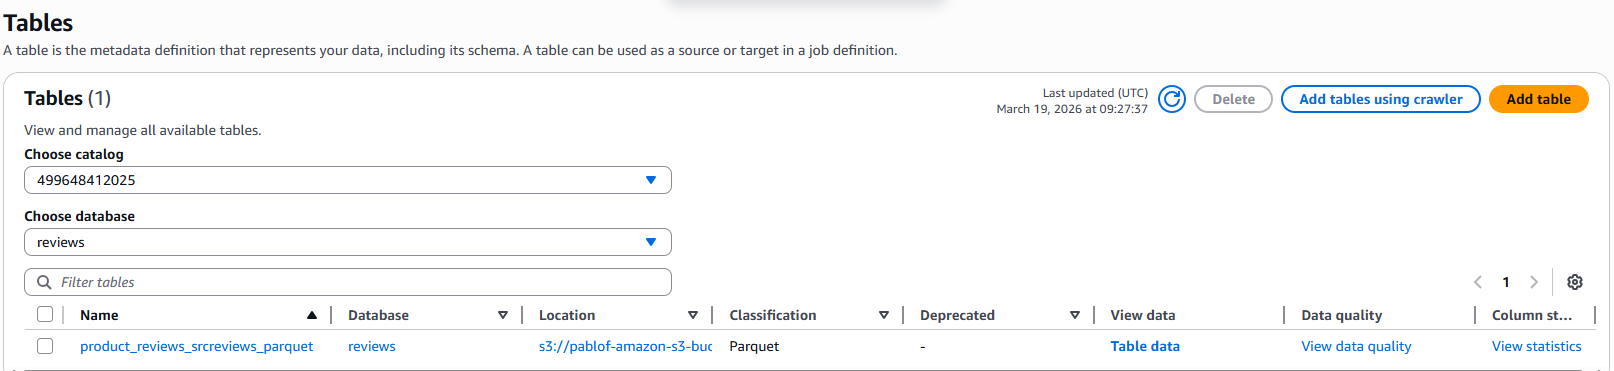 Tables
A table is the metadata definition that represents your data, including its schema. A table can be used as a source or target in a job definition.
Tables (1)
Last updated (UTC)
March 19, 2026 at 09:27:37
Delete
Add tables using crawler
Add table
View and manage all available tables.
Choose catalog
499648412025
Choose database
reviews
Filter tables
1
Name Database Location Classification Deprecated View data Data quality Column st...
product_reviews_srcreviews_parquet reviews s3://pablof-amazon-s3-buc Parquet - Table data View data quality View statistics